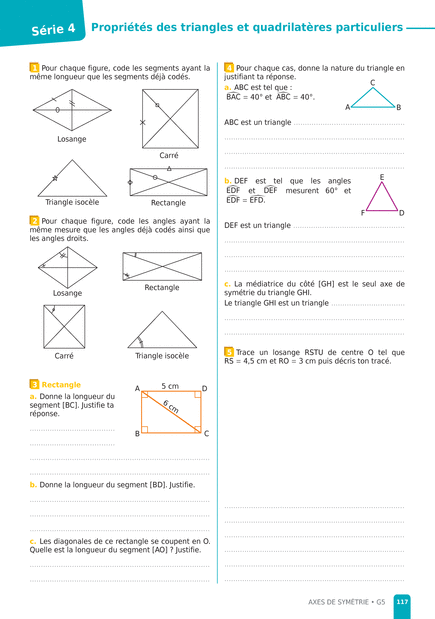 Série 4
Propriétés des triangles et quadrilatères particuliers
1 Pour chaque figure, code les segments ayant la
même longueur que les segments déjà codés.
Losange
Carré
Triangle isocèle
Rectangle
2 Pour chaque figure, code les angles ayant la
même mesure que les angles déjà codés ainsi que
les angles droits.
Losange
Rectangle
Carré
Triangle isocèle
3 Rectangle
a. Donne la longueur du
segment [BC]. Justifie ta
réponse.
A 5 cm D
6 cm
B C
b. Donne la longueur du segment [BD]. Justifie.
c. Les diagonales de ce rectangle se coupent en O.
Quelle est la longueur du segment [AO] ? Justifie.
4 Pour chaque cas, donne la nature du triangle en
justifiant ta réponse.
a. ABC est tel que :
BAC = 40° et ABC = 40°.
C
A B
ABC est un triangle
b. DEF est tel que les angles
EDF et DEF mesurent 60° et
EDF = EFD.
E
F D
DEF est un triangle
c. La médiatrice du côté [GH] est le seul axe de
symétrie du triangle GHI.
Le triangle GHI est un triangle
5 Trace un losange RSTU de centre O tel que
RS = 4,5 cm et RO = 3 cm puis décris ton tracé.
AXES DE SYMÉTRIE • G5 117